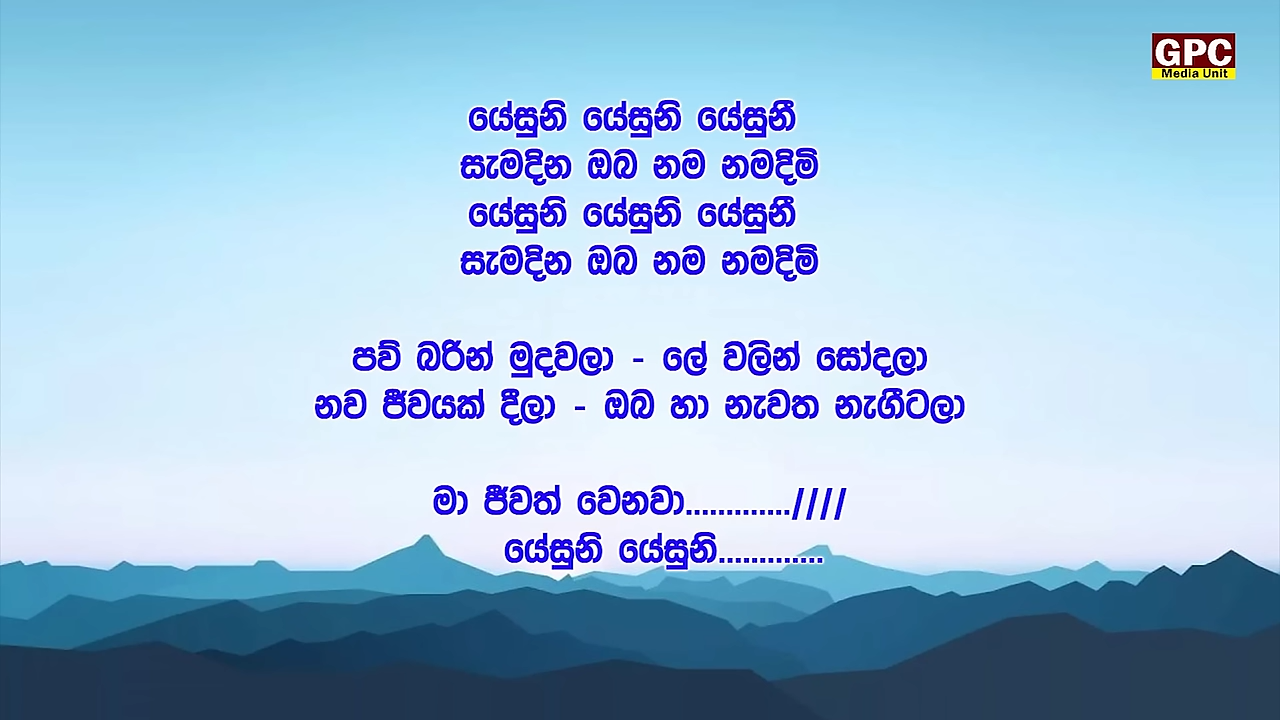 GPC
Media Unit
යේසුනි යේසුනි යේසුනී
සැමදින ඔබ නම නමදිමි
යේසුනි යේසුනි යේසුනී
සැමදින ඔබ නම නමදිමි
පව් බරින් මුදවලා - ලේ වලින් සෝදලා
නව ජීවයක් දීලා - ඔබ හා නැවත නැගීටලා
මා ජීවත් වෙනවා.............////
යේසුනි යේසුනි.............